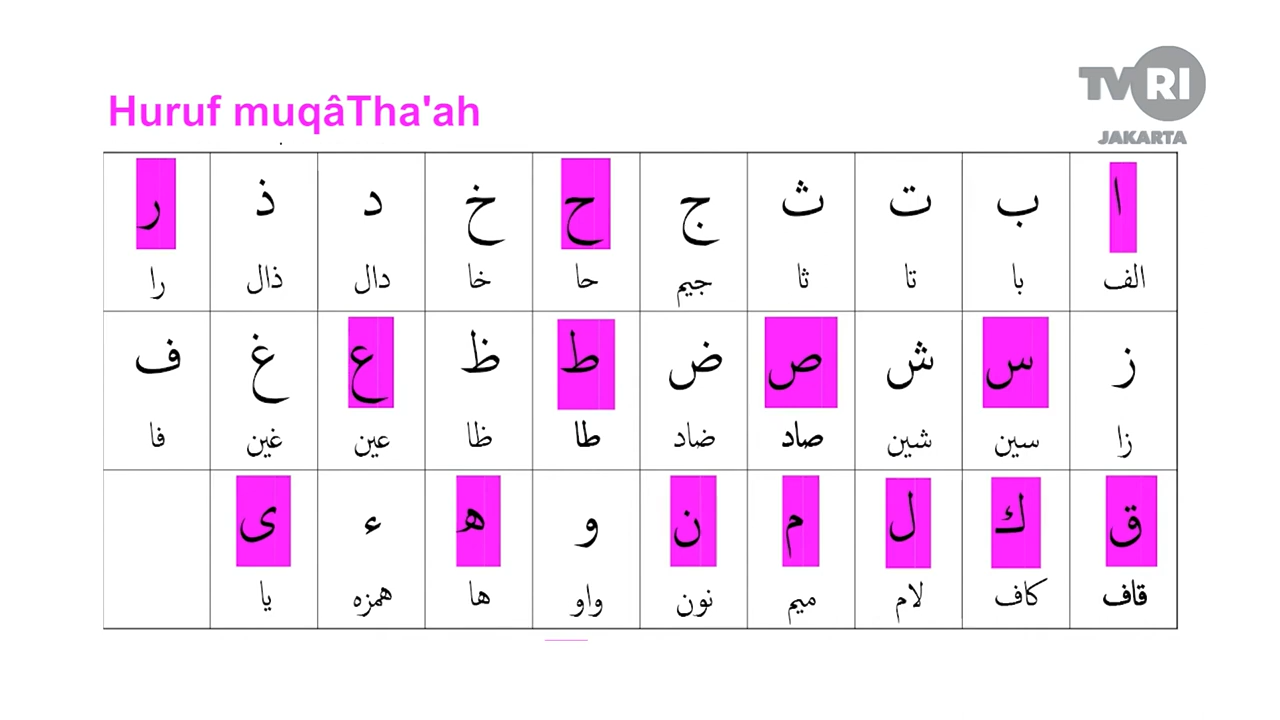 TVRI
JAKARTA
Huruf muqâTha'ah
ا ب ت ث ج ح خ د ذ ر
الف با تا ثا جيم حا خا دال ذال را
ز س ش ص ض ط ظ ع غ ف
زا سين شين صاد ضاد طا ظا عين غين فا
ق ك ل م ن و ه ء ى
قاف كاف لام ميم نون واو ها همزه يا